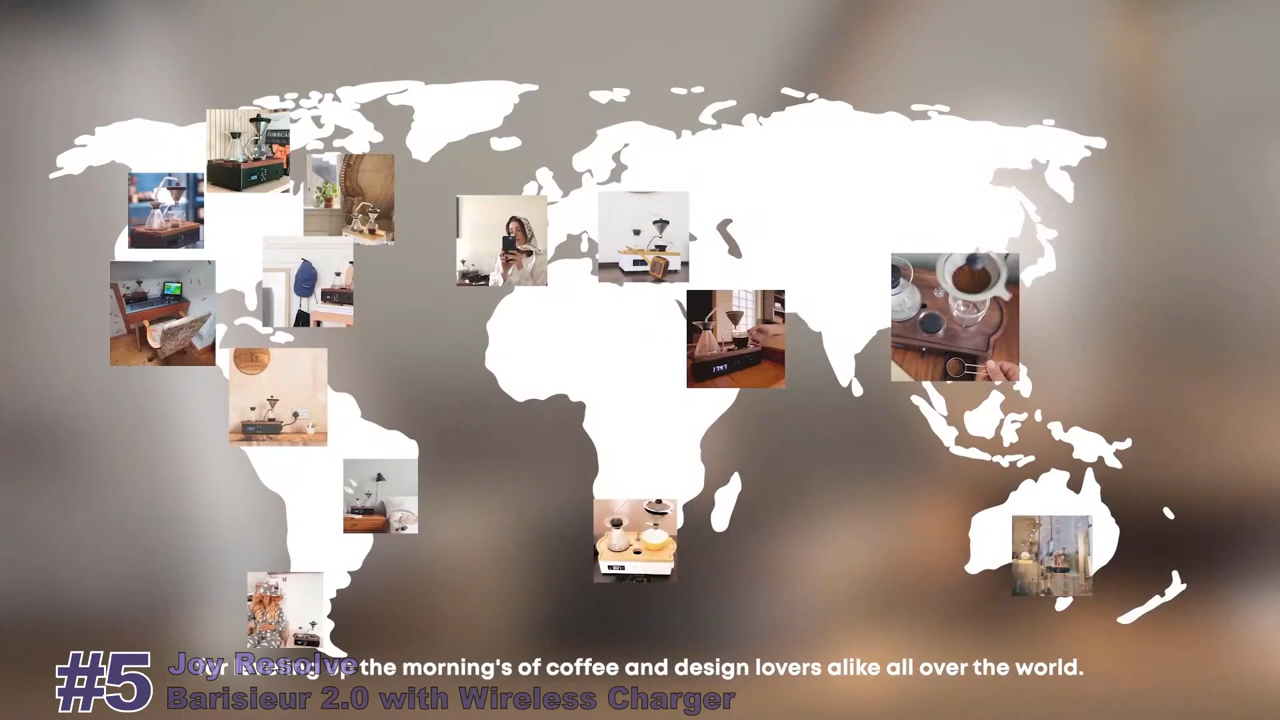 #5
Joy Resolve
the morning's of coffee and design lovers alike all over the world.
Barisieur 2.0 with Wireless Charger